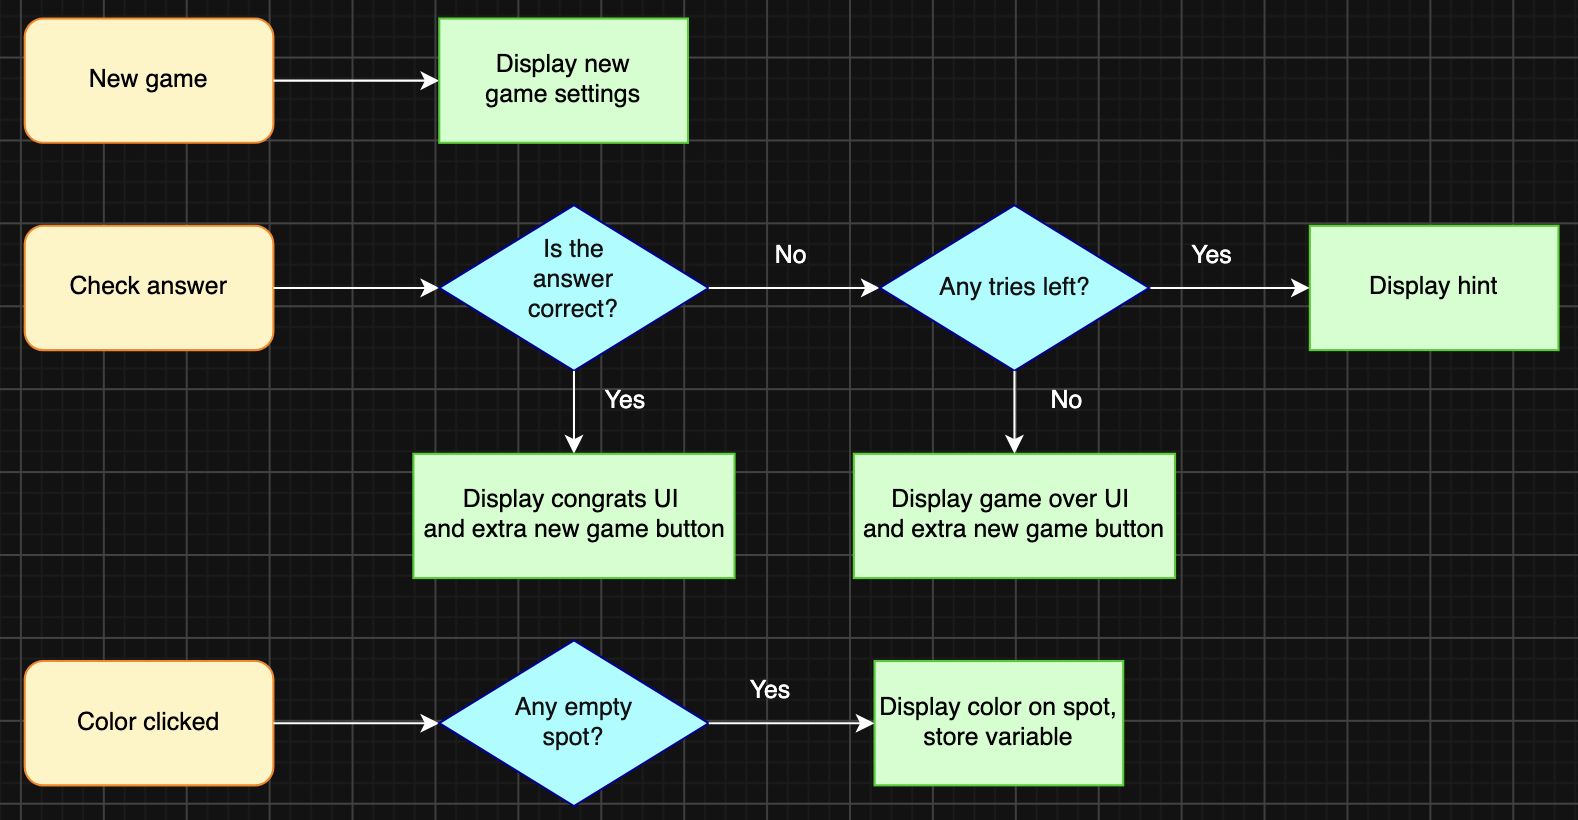 New game
Display new
game settings
Check answer
Is the
answer
correct?
No
Any tries left?
Yes
Display hint
Yes
No
Display congrats UI
and extra new game button
Display game over UI
and extra new game button
Color clicked
Any empty
spot?
Yes
Display color on spot,
store variable